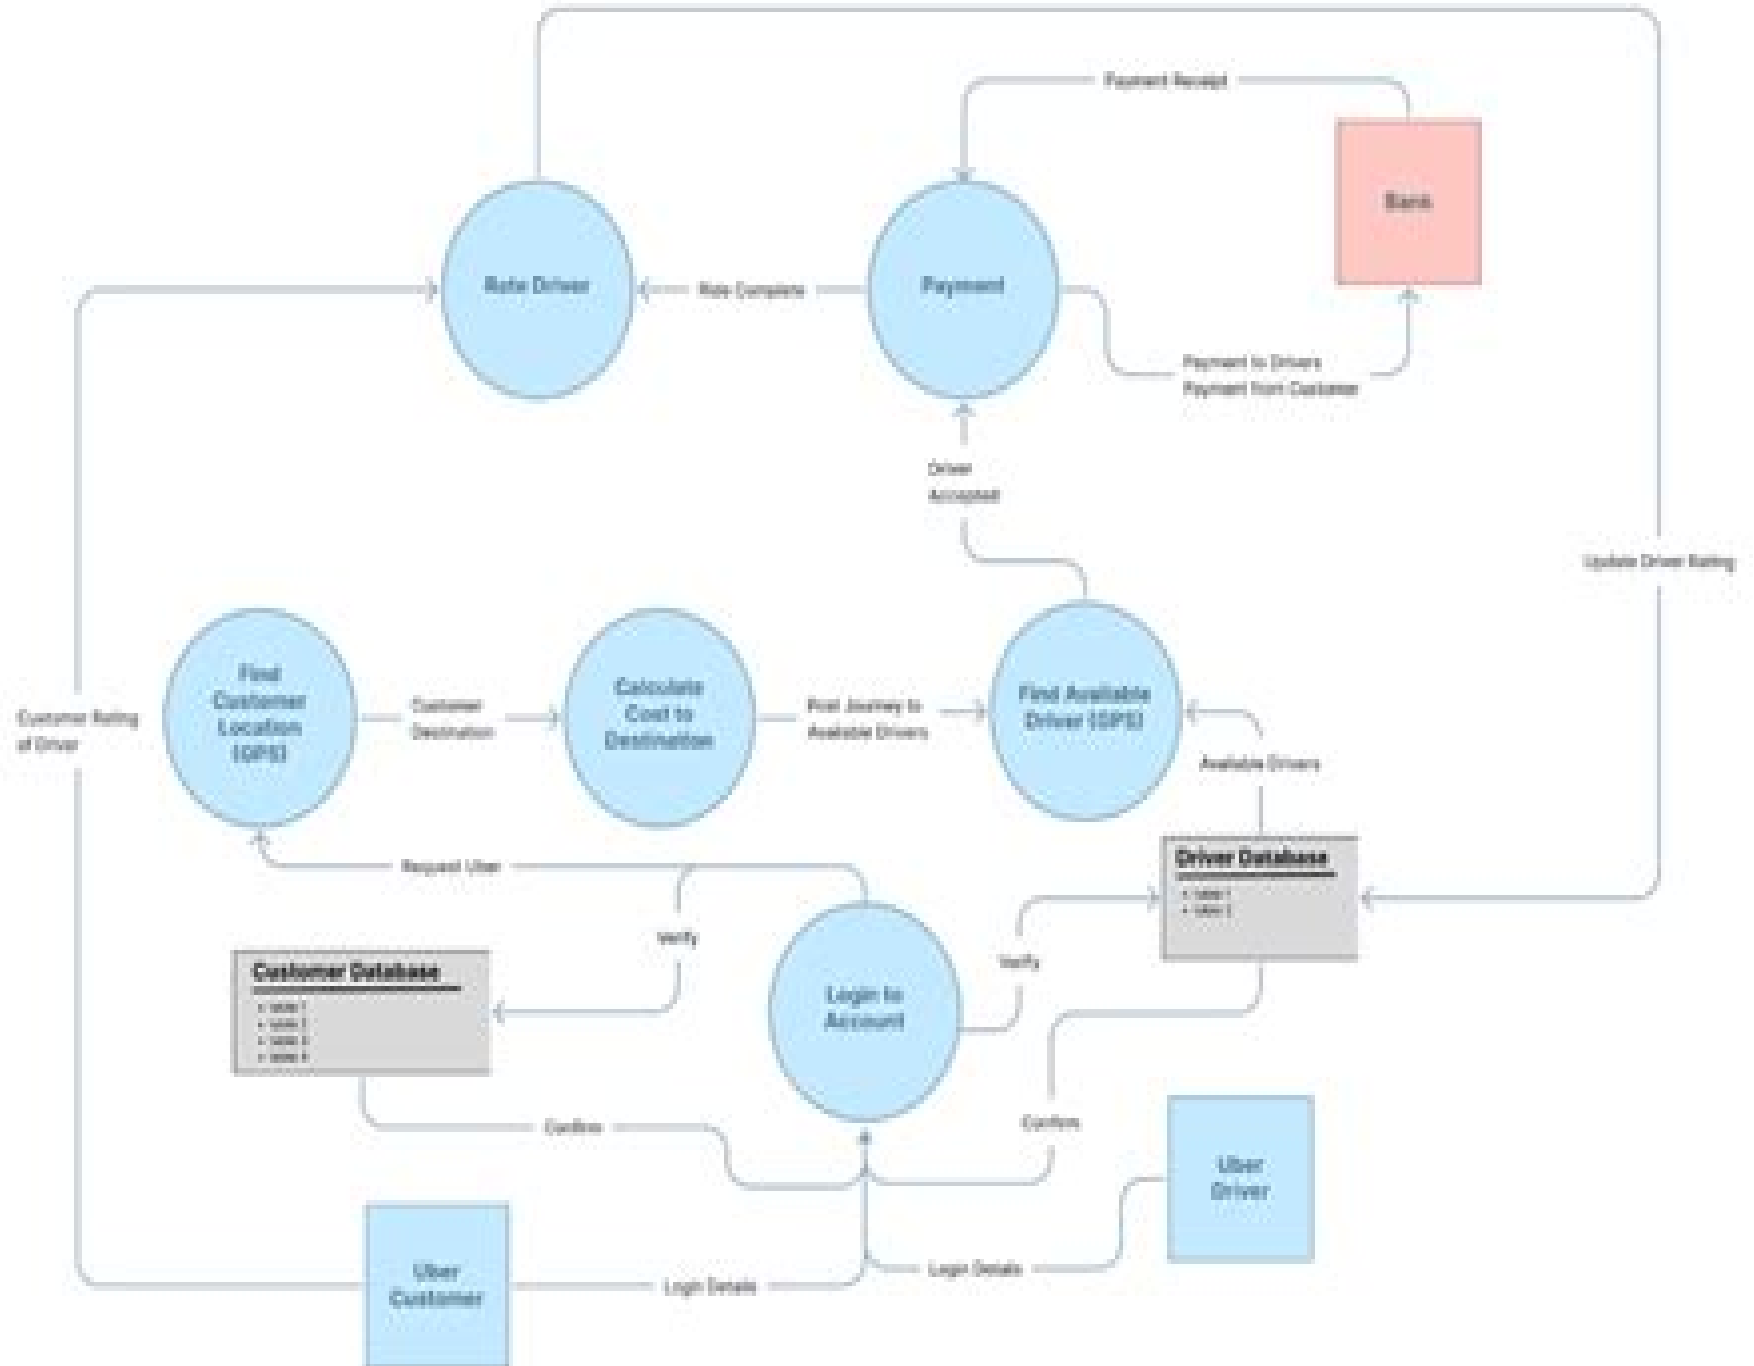 Payment Receipt
Bank
Rate Driver
Ride Complete
Payment
Payment to Drivers
Payment from Customer
Driver
Accepted
Update Driver Rating
Find
Customer
Location
(GPS)
Customer
Destination
Calculate
Cost to
Destination
Post Journey to
Available Drivers
Find Available
Driver (GPS)
Customer Rating
of Driver
Available Drivers
Request Uber
Driver Database
Verify
Verify
Customer Database
Login to
Account
Confirm
Confirm
Uber
Driver
Uber
Customer
Login Details
Login Details